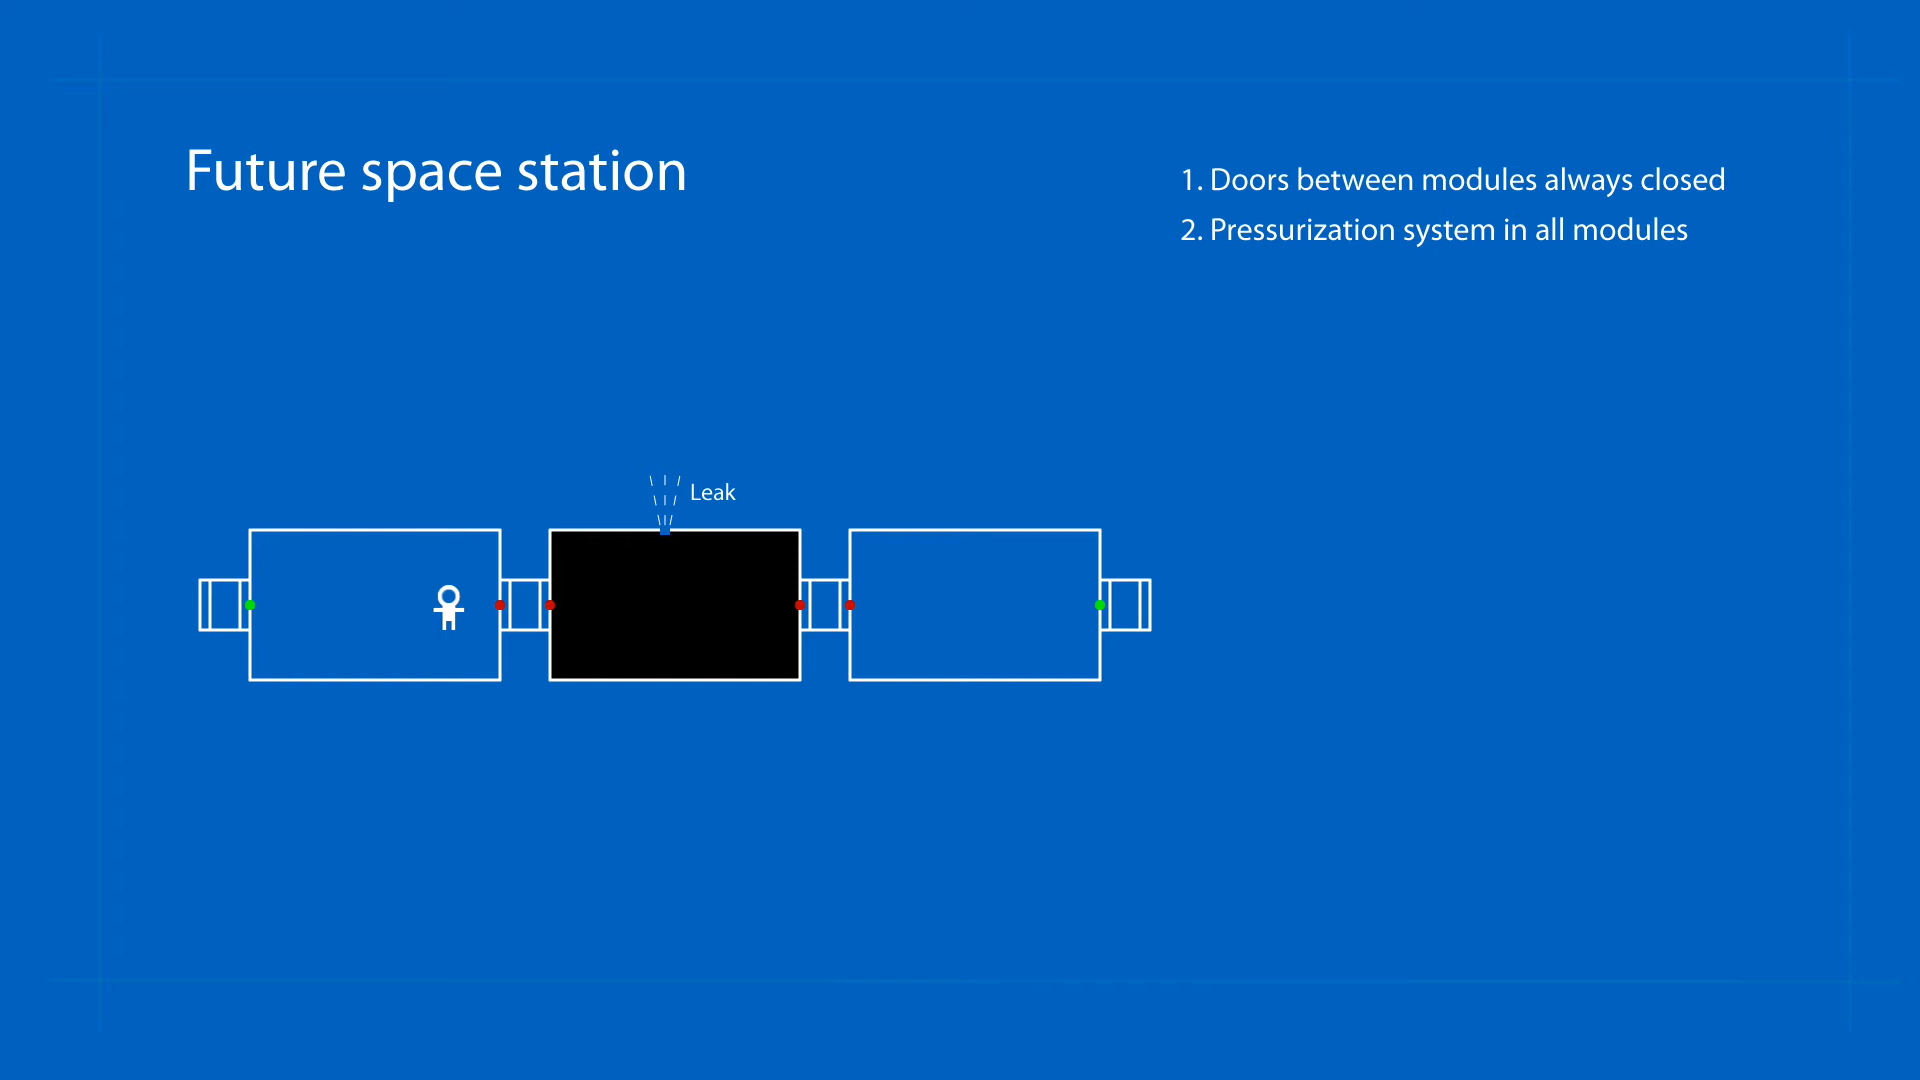 Future space station
1. Doors between modules always closed
2. Pressurization system in all modules
Leak